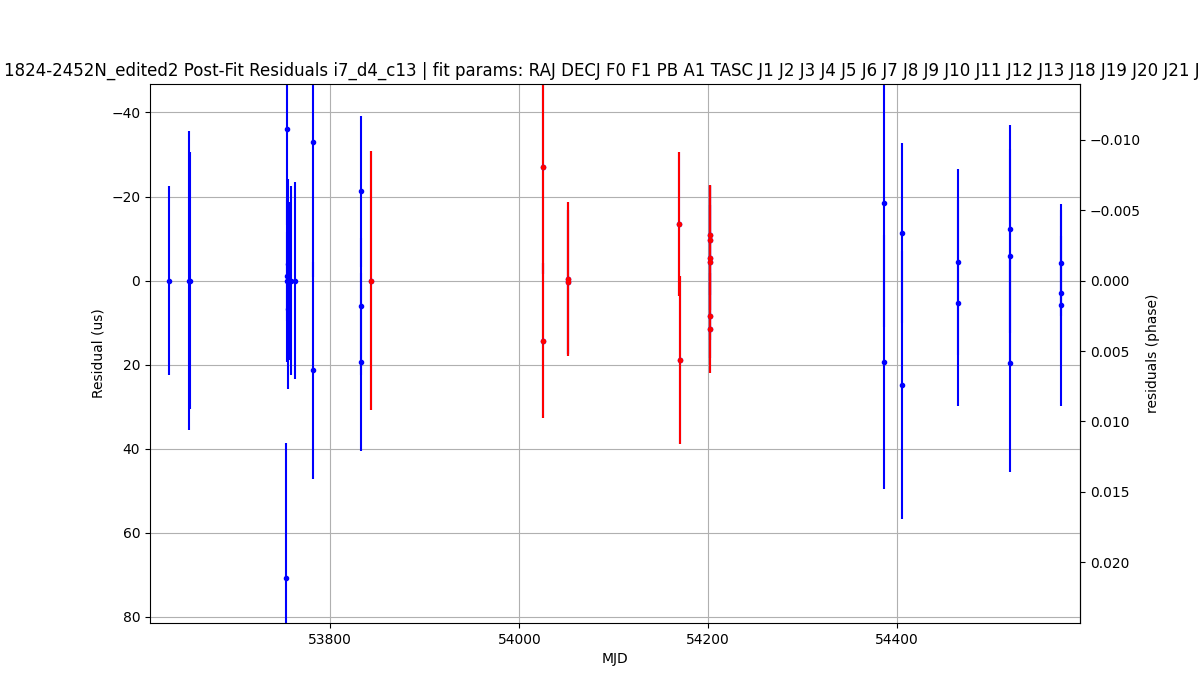 1824-2452N_edited2 Post-Fit Residuals i7_d4_c13 | fit params: RAJ DECJ F0 F1 PB A1 TASC J1 J2 J3 J4 J5 J6 J7 J8 J9 J10 J11 J12 J13 J18 J19 J20 J21 J
−40
−20
0
20
40
60
80
Residual (us)
−0.010
−0.005
0.000
0.005
0.010
0.015
0.020
residuals (phase)
53800 54000 54200 54400
MJD